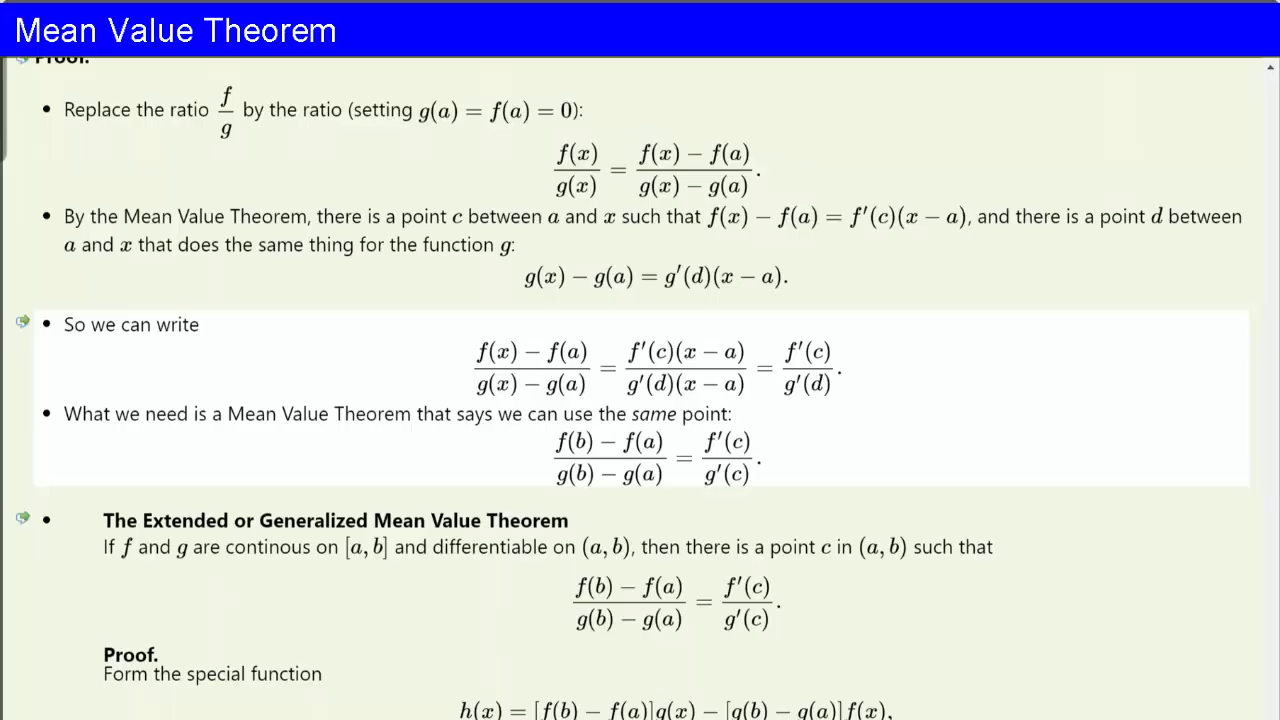 Mean Value Theorem
Proof.
• Replace the ratio f/g by the ratio (setting g(a) = f(a) = 0):
f(x)/g(x) = (f(x) − f(a))/(g(x) − g(a)).
• By the Mean Value Theorem, there is a point c between a and x such that f(x) − f(a) = f′(c)(x − a), and there is a point d between
a and x that does the same thing for the function g:
g(x) − g(a) = g′(d)(x − a).
• So we can write
(f(x) − f(a))/(g(x) − g(a)) = (f′(c)(x − a))/(g′(d)(x − a)) = f′(c)/g′(d).
• What we need is a Mean Value Theorem that says we can use the same point:
(f(b) − f(a))/(g(b) − g(a)) = f′(c)/g′(c).
• The Extended or Generalized Mean Value Theorem
If f and g are continous on [a, b] and differentiable on (a, b), then there is a point c in (a, b) such that
(f(b) − f(a))/(g(b) − g(a)) = f′(c)/g′(c).
Proof.
Form the special function
h(x) = [f(b) − f(a)]g(x) − [g(b) − g(a)]f(x),